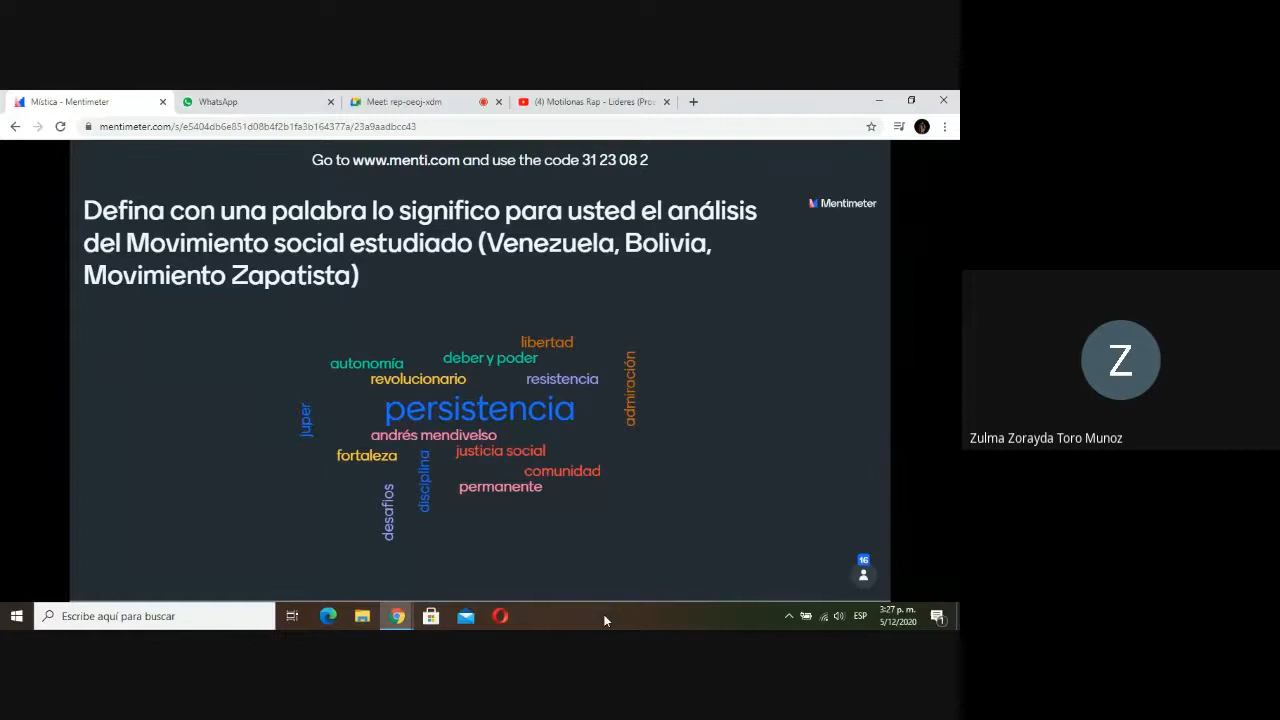 Mística - Mentimeter
WhatsApp
Meet: rep-oeoj-xdm
(4) Motilonas Rap - Lideres (Pro
mentimeter.com/s/e5404db6e851d08b4f2b1fa3b164377a/23a9aadbcc43
Go to www.menti.com and use the code 31 23 08 2
Defina con una palabra lo significo para usted el análisis
del Movimiento social estudiado (Venezuela, Bolivia,
Movimiento Zapatista)
Mentimeter
libertad
deber y poder
autonomía
revolucionario
resistencia
admiración
juper
persistencia
andrés mendivelso
fortaleza
justicia social
disciplina
comunidad
permanente
desafios
16
Z
Zulma Zorayda Toro Munoz
Escribe aquí para buscar
ESP
3:27 p. m.
5/12/2020
1